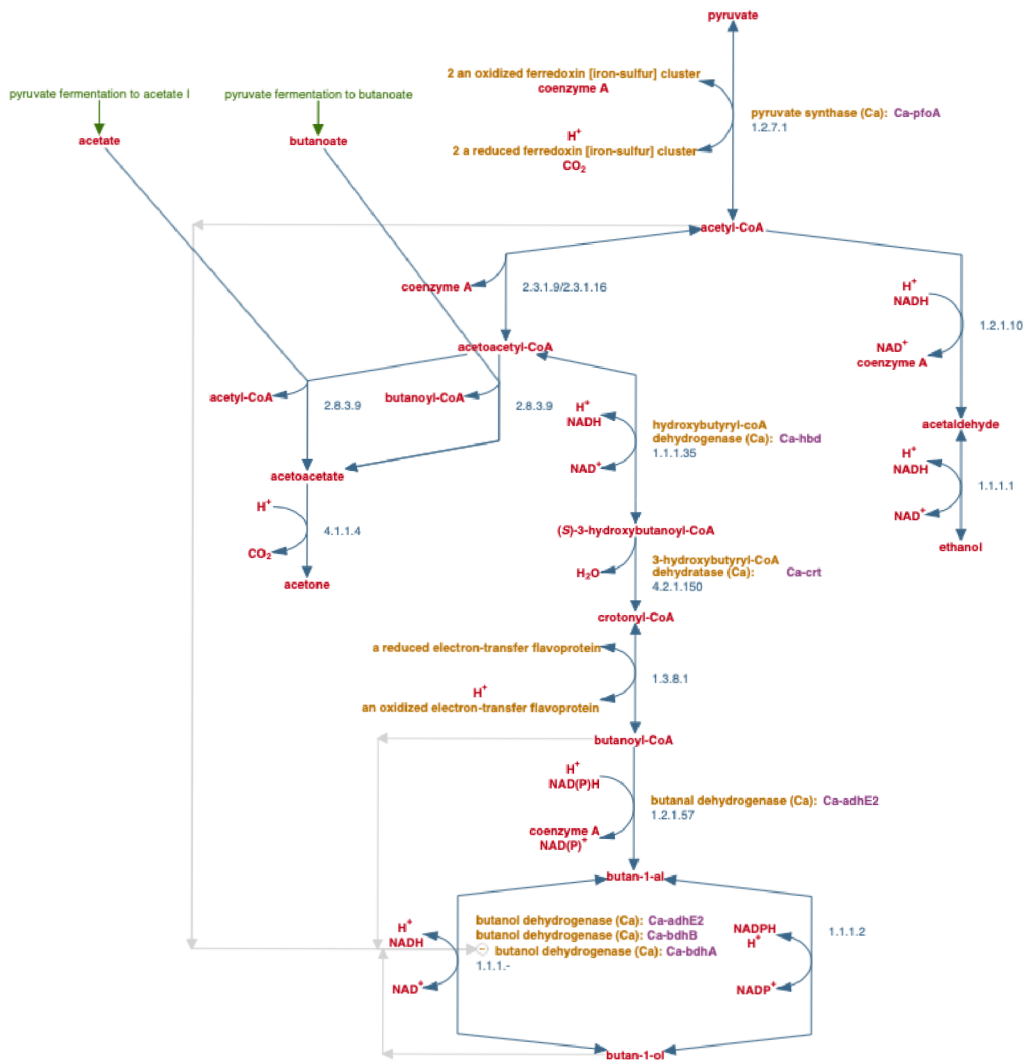 pyruvate
2 an oxidized ferredoxin [iron-sulfur] cluster
coenzyme A
pyruvate fermentation to acetate I
pyruvate fermentation to butanoate
pyruvate synthase (Ca): Ca-pfoA
1.2.7.1
acetate
butanoate
H+
2 a reduced ferredoxin [iron-sulfur] cluster
CO2
acetyl-CoA
coenzyme A
2.3.1.9/2.3.1.16
H+
NADH
1.2.1.10
NAD+
coenzyme A
acetoacetyl-CoA
acetyl-CoA
2.8.3.9
butanoyl-CoA
2.8.3.9
H+
NADH
hydroxybutyryl-coA
dehydrogenase (Ca): Ca-hbd
1.1.1.35
NAD+
acetaldehyde
H+
NADH
1.1.1.1
NAD+
ethanol
acetoacetate
H+
4.1.1.4
CO2
acetone
(S)-3-hydroxybutanoyl-CoA
H2O
3-hydroxybutyryl-CoA
dehydratase (Ca): Ca-crt
4.2.1.150
crotonyl-CoA
a reduced electron-transfer flavoprotein
1.3.8.1
H+
an oxidized electron-transfer flavoprotein
butanoyl-CoA
H+
NAD(P)H
butanal dehydrogenase (Ca): Ca-adhE2
1.2.1.57
coenzyme A
NAD(P)+
butan-1-al
H+
NADH
butanol dehydrogenase (Ca): Ca-adhE2
butanol dehydrogenase (Ca): Ca-bdhB
butanol dehydrogenase (Ca): Ca-bdhA
1.1.1.-
NAD+
NADPH
H+
1.1.1.2
NADP+
butan-1-ol